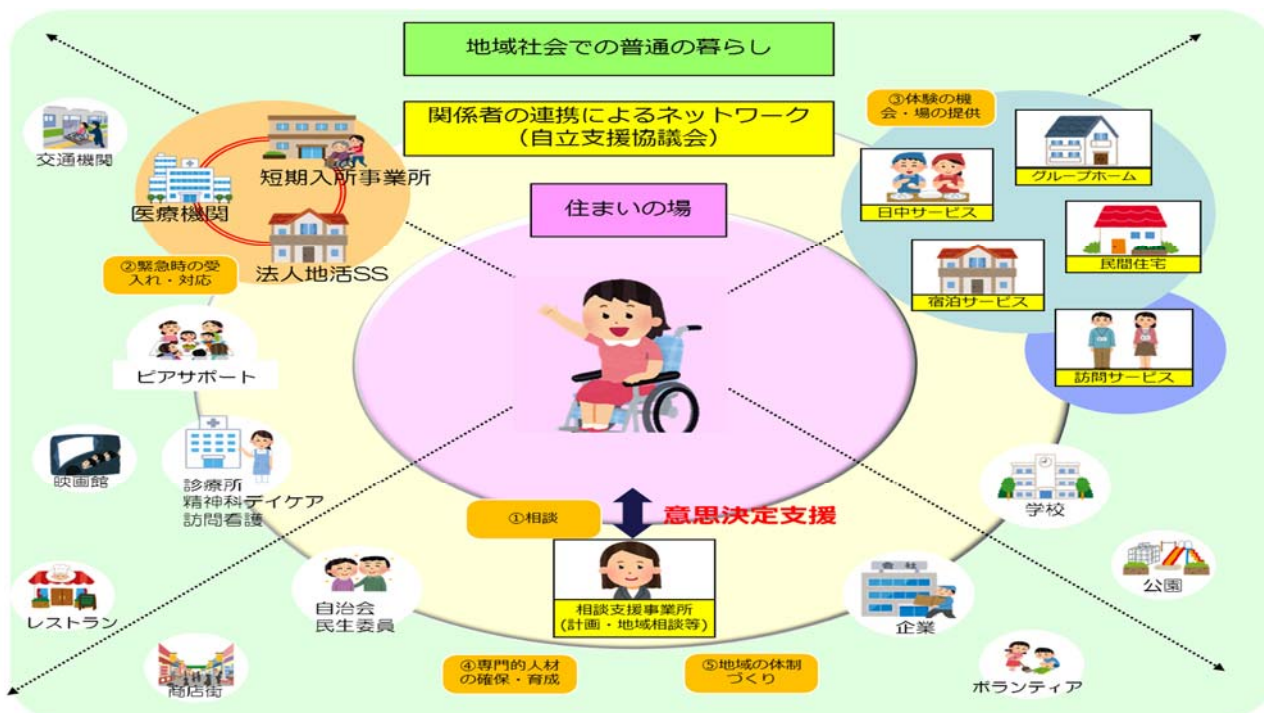 地域社会での普通の暮らし
関係者の連携によるネットワーク
（自立支援協議会）
住まいの場
交通機関
短期入所事業所
医療機関
法人地活SS
②緊急時の受
入れ・対応
③体験の機
会・場の提供
グループホーム
日中サービス
民間住宅
宿泊サービス
訪問サービス
ピアサポート
映画館
診療所
精神科デイケア
訪問看護
①相談
意思決定支援
学校
公園
レストラン
自治会
民生委員
相談支援事業所
(計画・地域相談等)
会社
企業
商店街
④専門的人材
の確保・育成
⑤地域の体制
づくり
ボランティア